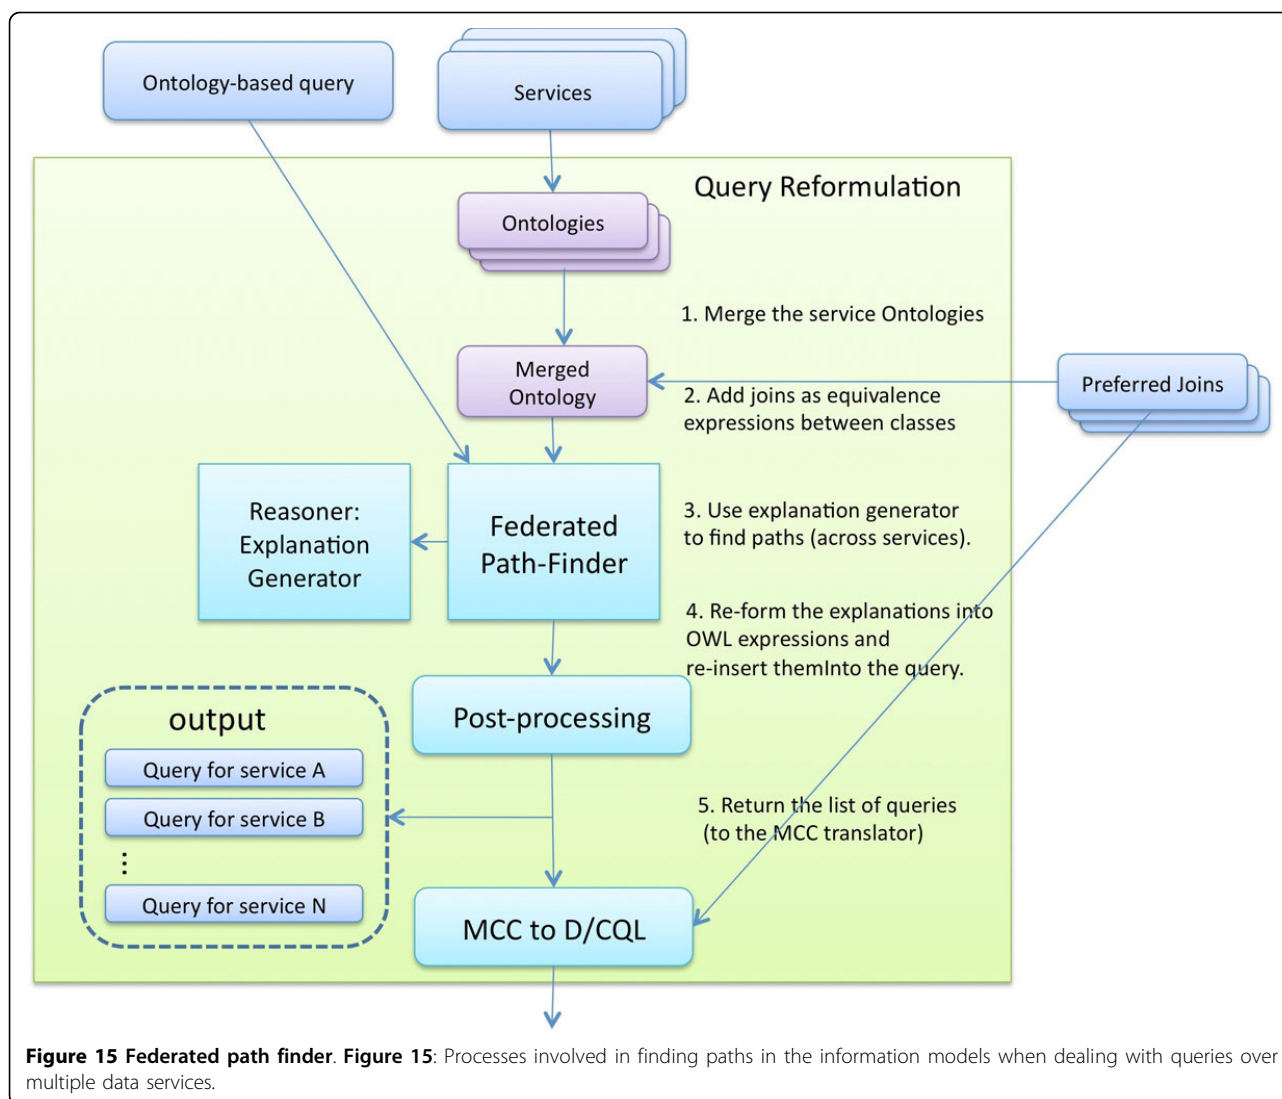 Ontology-based query
Services
Query Reformulation
Ontologies
1. Merge the service Ontologies
Merged
Ontology
Preferred Joins
2. Add joins as equivalence
expressions between classes
Reasoner:
Explanation
Generator
Federated
Path-Finder
3. Use explanation generator
to find paths (across services).
4. Re-form the explanations into
OWL expressions and
re-insert themInto the query.
Post-processing
output
Query for service A
Query for service B
⋮
Query for service N
5. Return the list of queries
(to the MCC translator)
MCC to D/CQL
Figure 15 Federated path finder. Figure 15: Processes involved in finding paths in the information models when dealing with queries over
multiple data services.